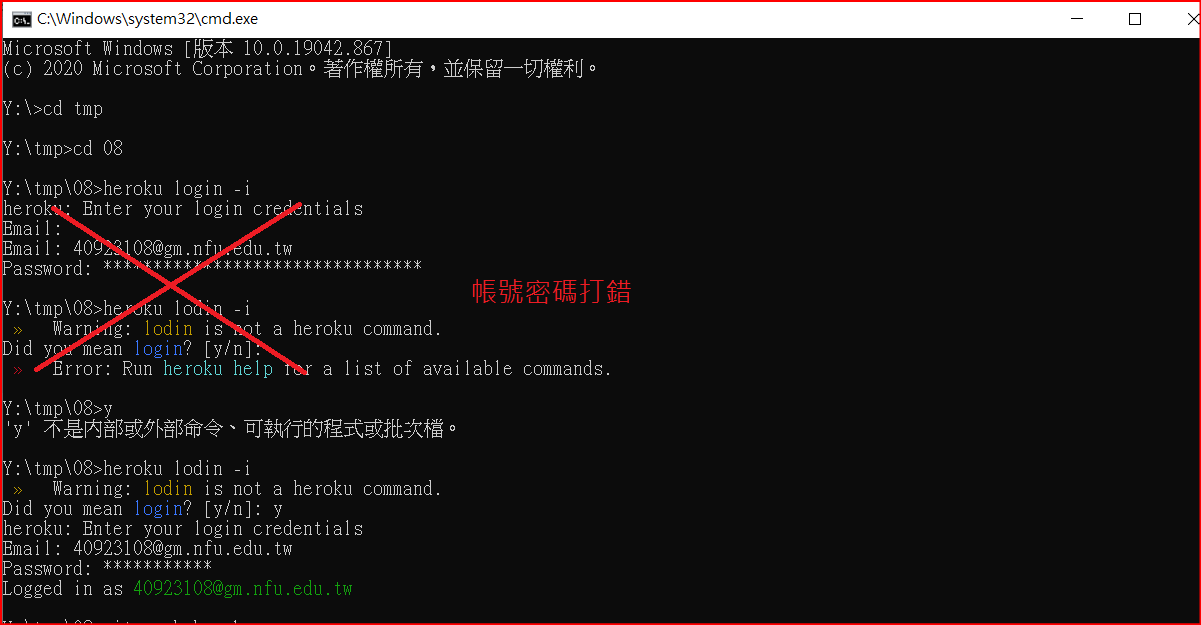 C:\Windows\system32\cmd.exe
Microsoft Windows [版本 10.0.19042.867]
(c) 2020 Microsoft Corporation。著作權所有，並保留一切權利。
Y:\>cd tmp
Y:\tmp>cd 08
Y:\tmp\08>heroku login -i
heroku: Enter your login credentials
Email:
Email: 40923108@gm.nfu.edu.tw
Password: ********************************
帳號密碼打錯
Y:\tmp\08>heroku lodin -i
» Warning: lodin is not a heroku command.
Did you mean login? [y/n]:
» Error: Run heroku help for a list of available commands.
Y:\tmp\08>y
'y' 不是內部或外部命令、可執行的程式或批次檔。
Y:\tmp\08>heroku lodin -i
» Warning: lodin is not a heroku command.
Did you mean login? [y/n]: y
heroku: Enter your login credentials
Email: 40923108@gm.nfu.edu.tw
Password: ***********
Logged in as 40923108@gm.nfu.edu.tw